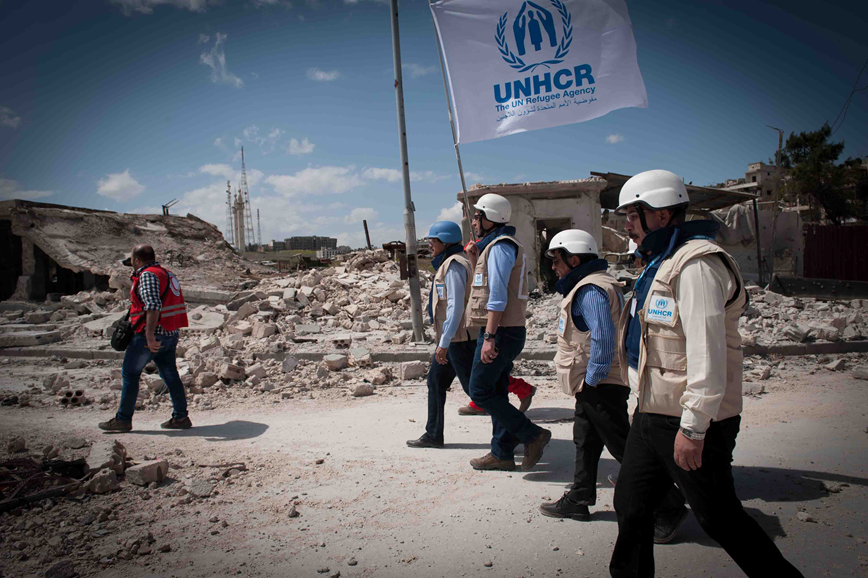 UNHCR
The UN Refugee Agency
مفوضية الأمم المتحدة لشؤون اللاجئين
UNHCR